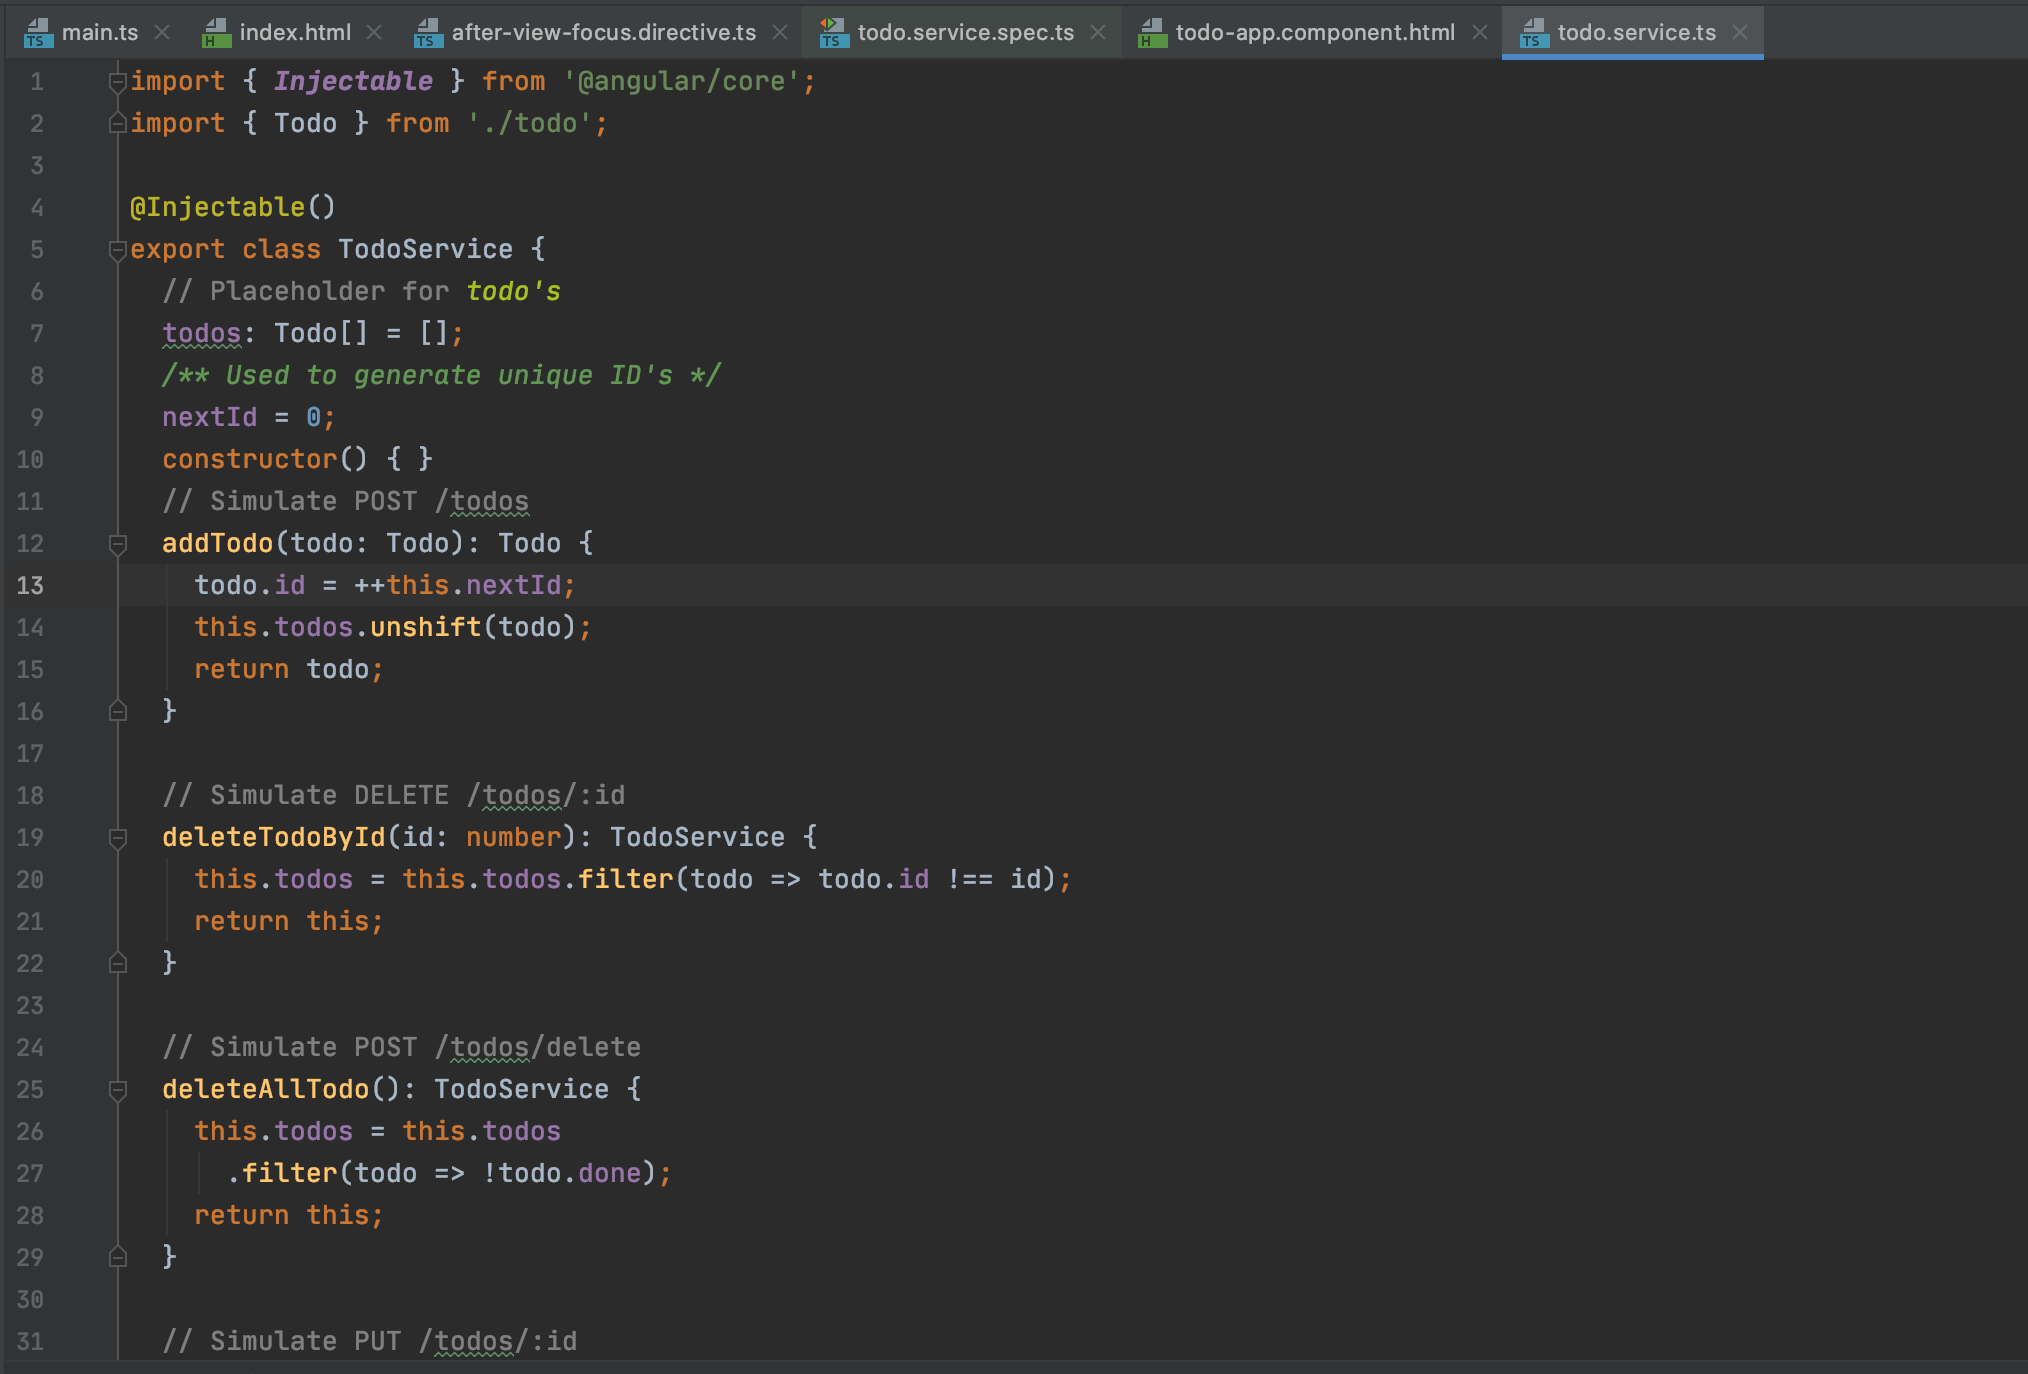 main.ts index.html after-view-focus.directive.ts todo.service.spec.ts todo-app.component.html todo.service.ts
1 import { Injectable } from '@angular/core';
2 import { Todo } from './todo';
3
4 @Injectable()
5 export class TodoService {
6 // Placeholder for todo's
7 todos: Todo[] = [];
8 /** Used to generate unique ID's */
9 nextId = 0;
10 constructor() { }
11 // Simulate POST /todos
12 addTodo(todo: Todo): Todo {
13 todo.id = ++this.nextId;
14 this.todos.unshift(todo);
15 return todo;
16 }
17
18 // Simulate DELETE /todos/:id
19 deleteTodoById(id: number): TodoService {
20 this.todos = this.todos.filter(todo => todo.id !== id);
21 return this;
22 }
23
24 // Simulate POST /todos/delete
25 deleteAllTodo(): TodoService {
26 this.todos = this.todos
27 .filter(todo => !todo.done);
28 return this;
29 }
30
31 // Simulate PUT /todos/:id